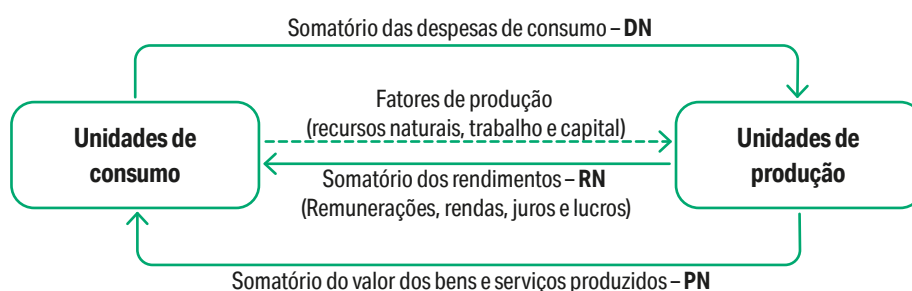 Somatório das despesas de consumo – DN
Fatores de produção
(recursos naturais, trabalho e capital)
Unidades de
consumo
Unidades de
produção
Somatório dos rendimentos – RN
(Remunerações, rendas, juros e lucros)
Somatório do valor dos bens e serviços produzidos – PN